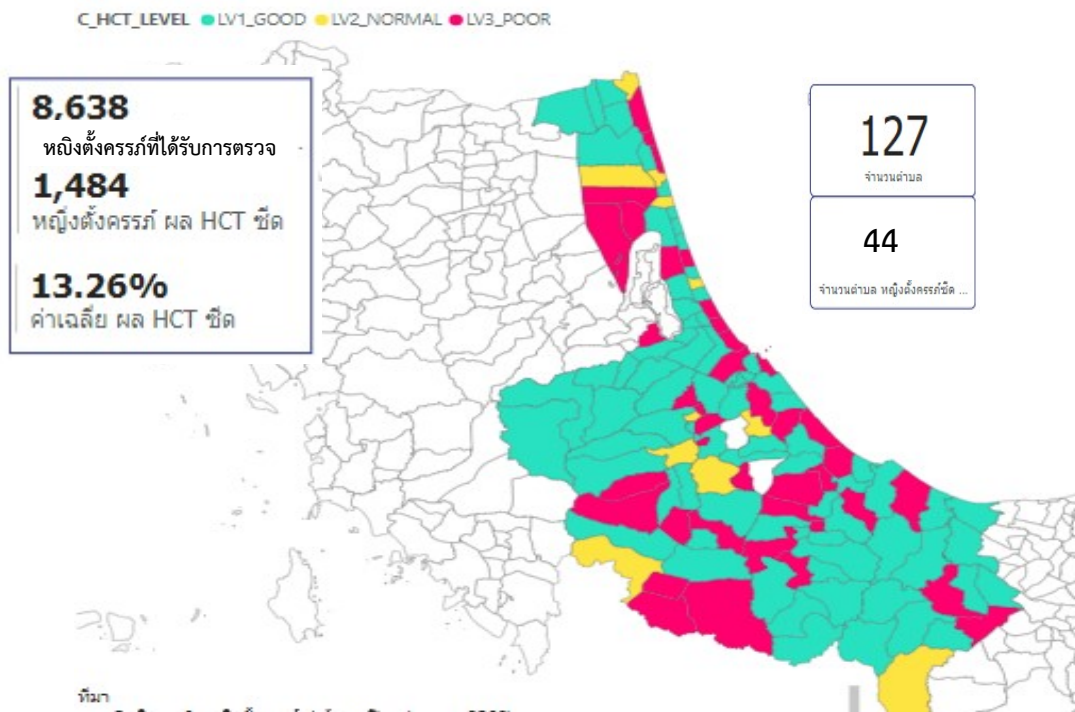 C_HCT_LEVEL LV1_GOOD LV2_NORMAL LV3_POOR
8,638
หญิงตั้งครรภ์ที่ได้รับการตรวจ
1,484
หญิงตั้งครรภ์ ผล HCT ซีด
13.26%
ค่าเฉลี่ย ผล HCT ซีด
127
จำนวนตำบล
44
จำนวนตำบล หญิงตั้งครรภ์ซีด ...
ที่มา